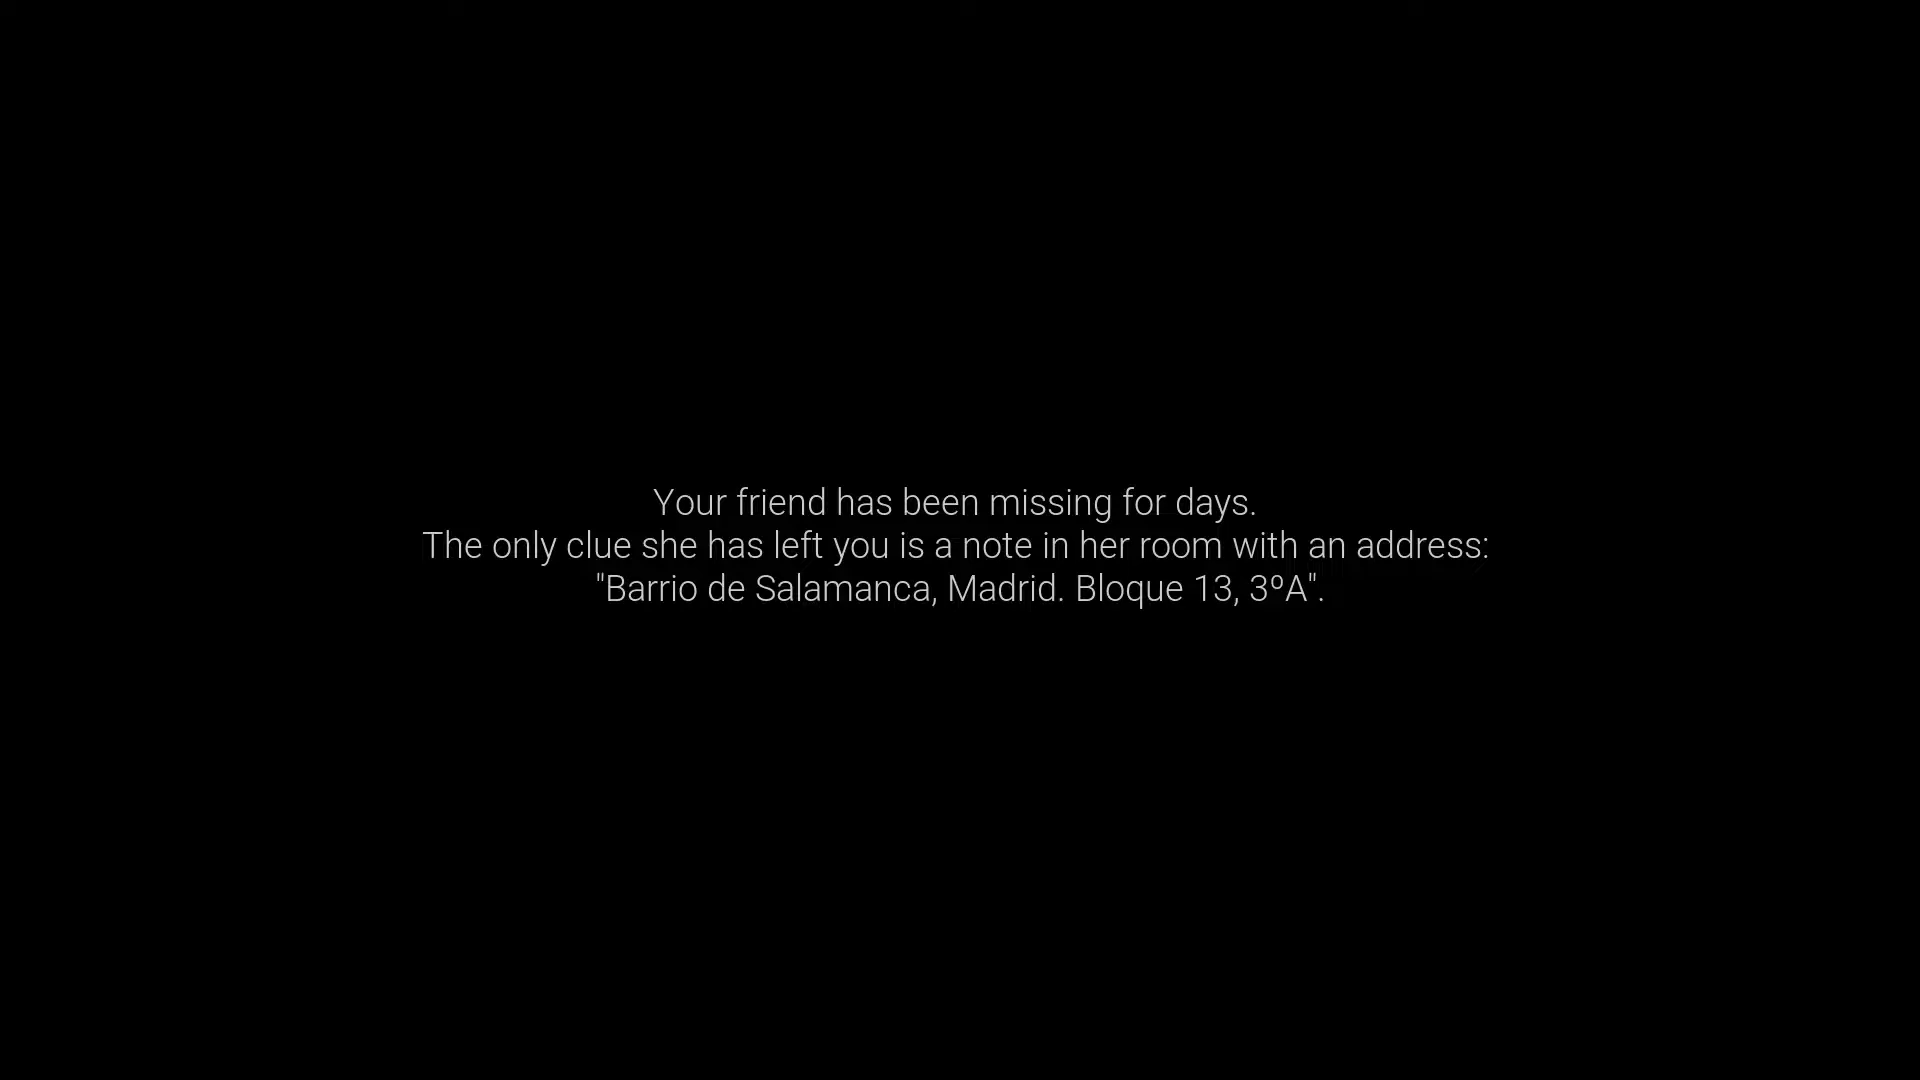 Your friend has been missing for days.
The only clue she has left you is a note in her room with an address:
"Barrio de Salamanca, Madrid. Bloque 13, 3ºA".